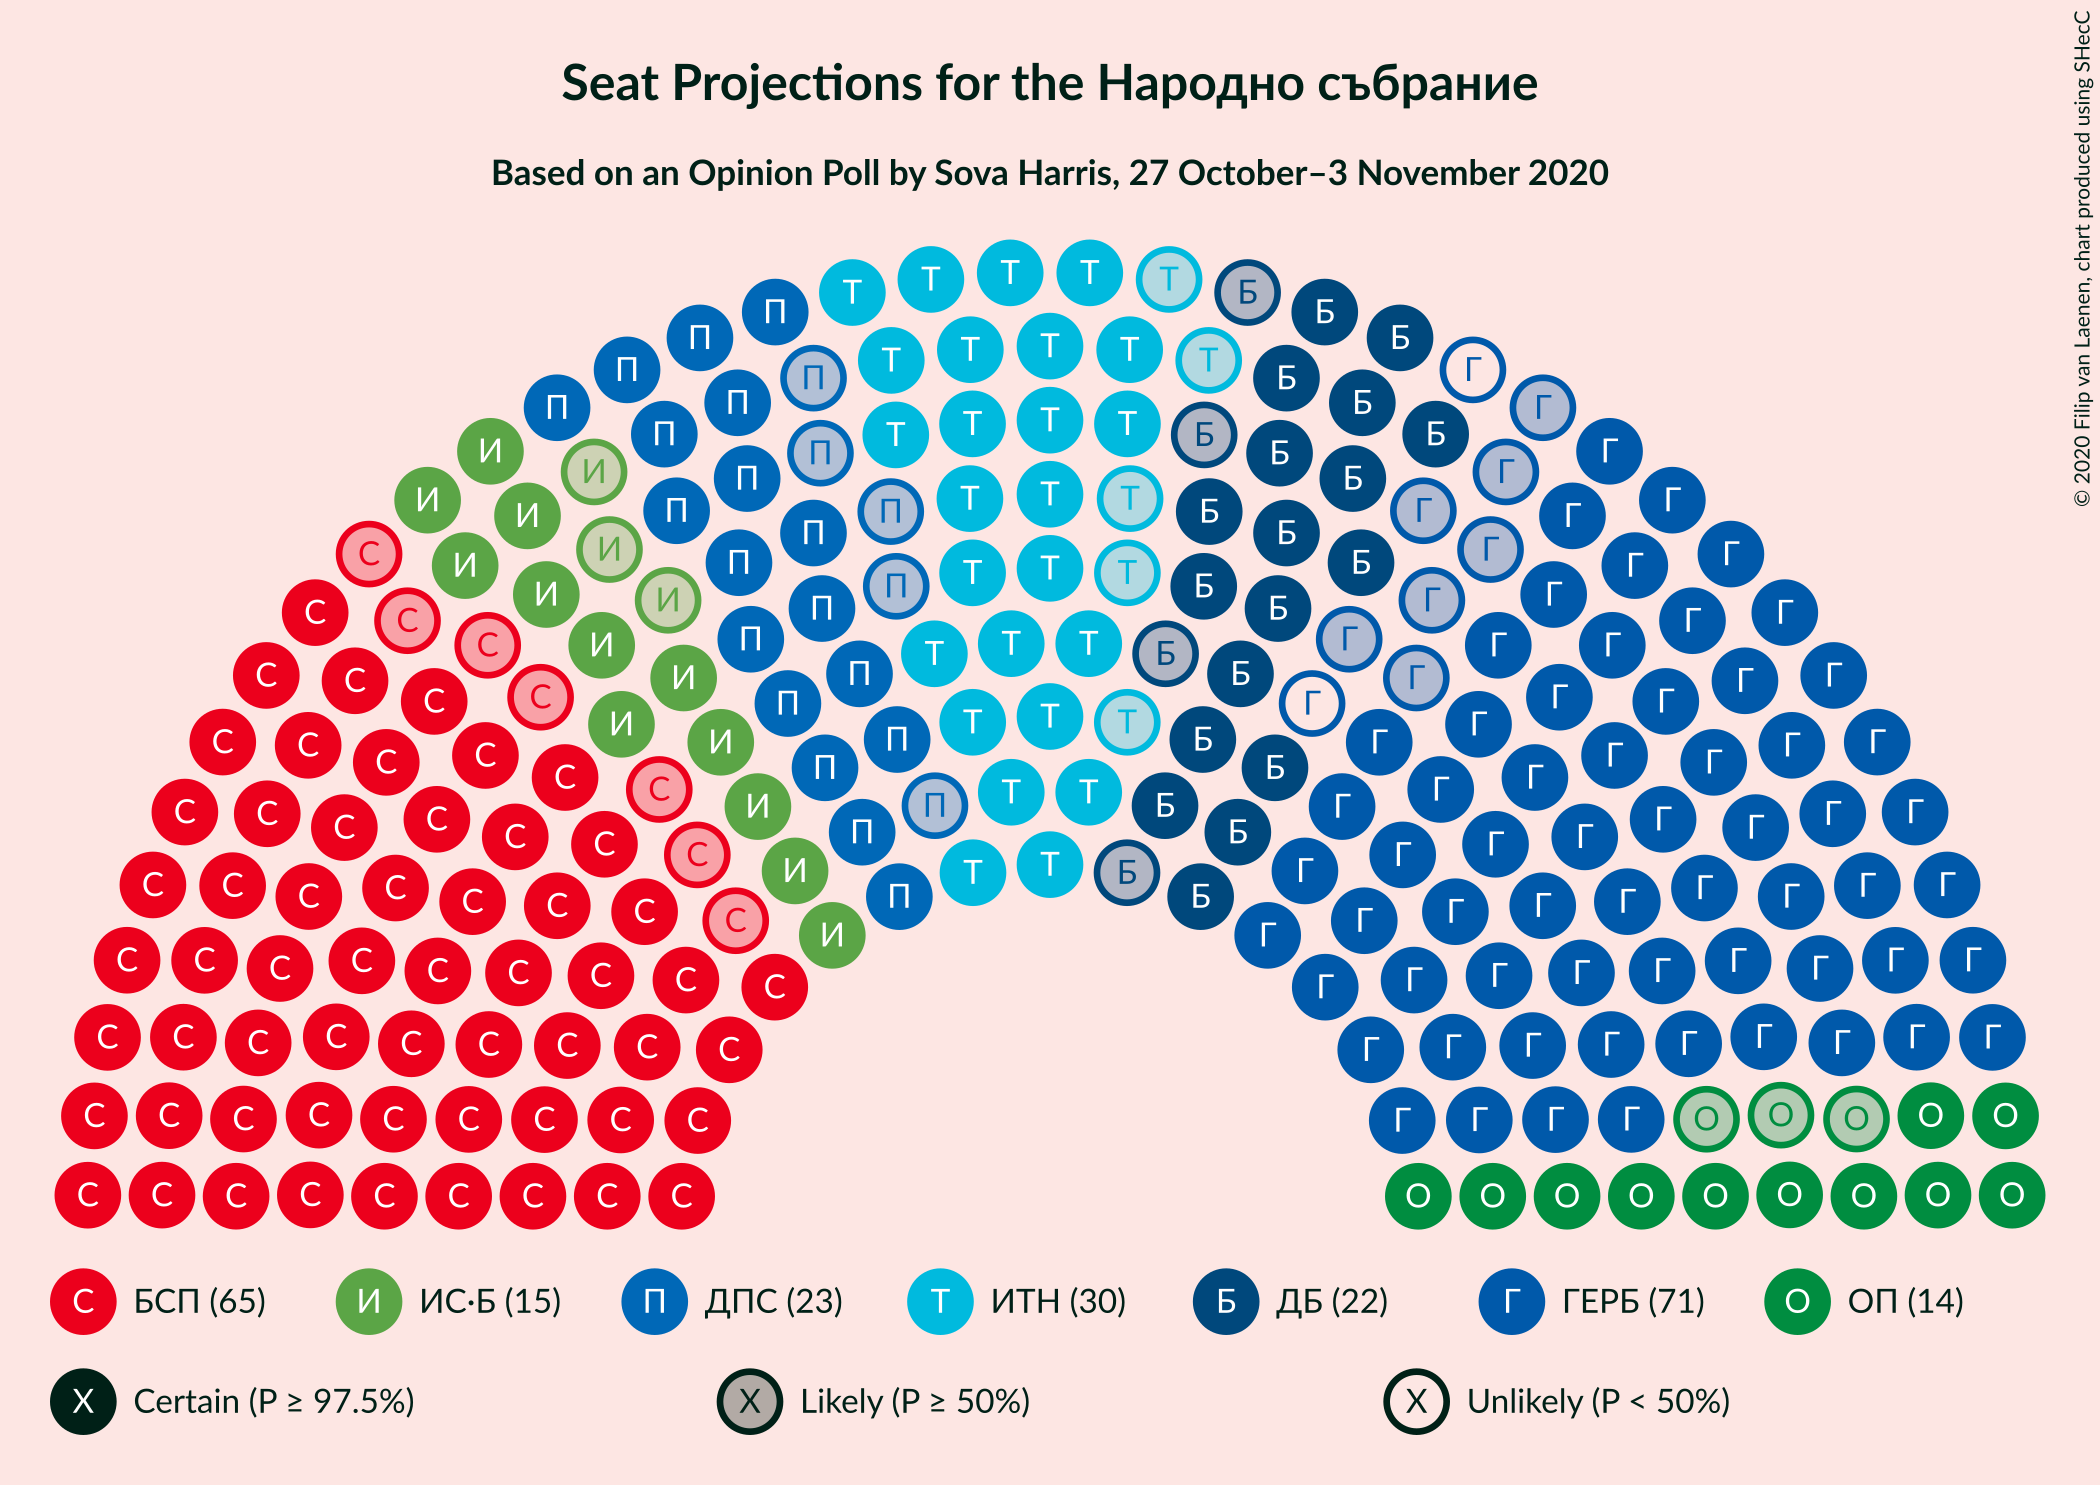 Seat Projections for the Народно събрание
Based on an Opinion Poll by Sova Harris, 27 October–3 November 2020
© 2020 Filip van Laenen, chart produced using SHecC
С БСП (65) И ИС·Б (15) П ДПС (23) Т ИТН (30) Б ДБ (22) Г ГЕРБ (71) О ОП (14)
X Certain (P ≥ 97.5%) X Likely (P ≥ 50%) X Unlikely (P < 50%)